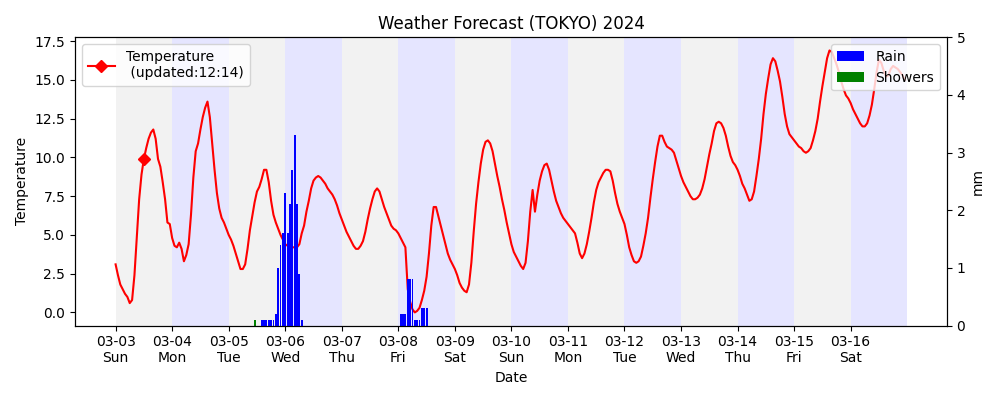 Weather Forecast (TOKYO) 2024
Temperature
(updated:12:14)
Rain
Showers
Temperature
17.5
15.0
12.5
10.0
7.5
5.0
2.5
0.0
5
4
3
2
1
0
mm
03-03 03-04 03-05 03-06 03-07 03-08 03-09 03-10 03-11 03-12 03-13 03-14 03-15 03-16
Sun Mon Tue Wed Thu Fri Sat Sun Mon Tue Wed Thu Fri Sat
Date